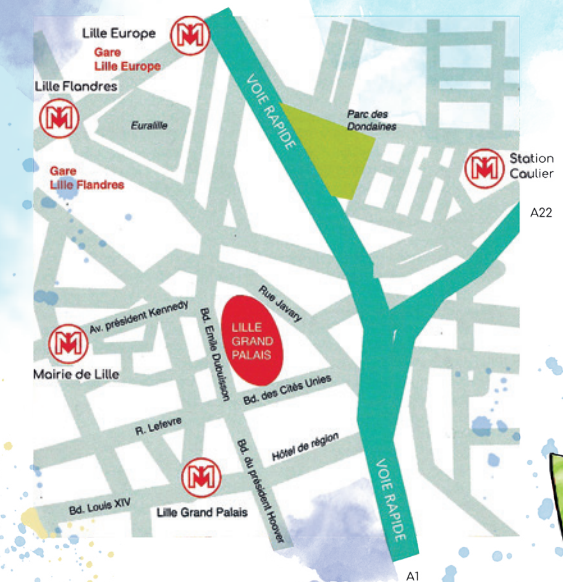 Lille Europe
Gare
Lille Europe
Lille Flandres
Euralille
Gare
Lille Flandres
VOIE RAPIDE
Parc des
Dondaines
Station
Caulier
A22
Rue Javary
Av. président Kennedy
Bd. Emile Dubuisson
LILLE
GRAND
PALAIS
Mairie de Lille
Bd. des Cités Unies
R. Lefevre
Bd. du président Hoover
Hôtel de région
Bd. Louis XIV
Lille Grand Palais
VOIE RAPIDE
A1